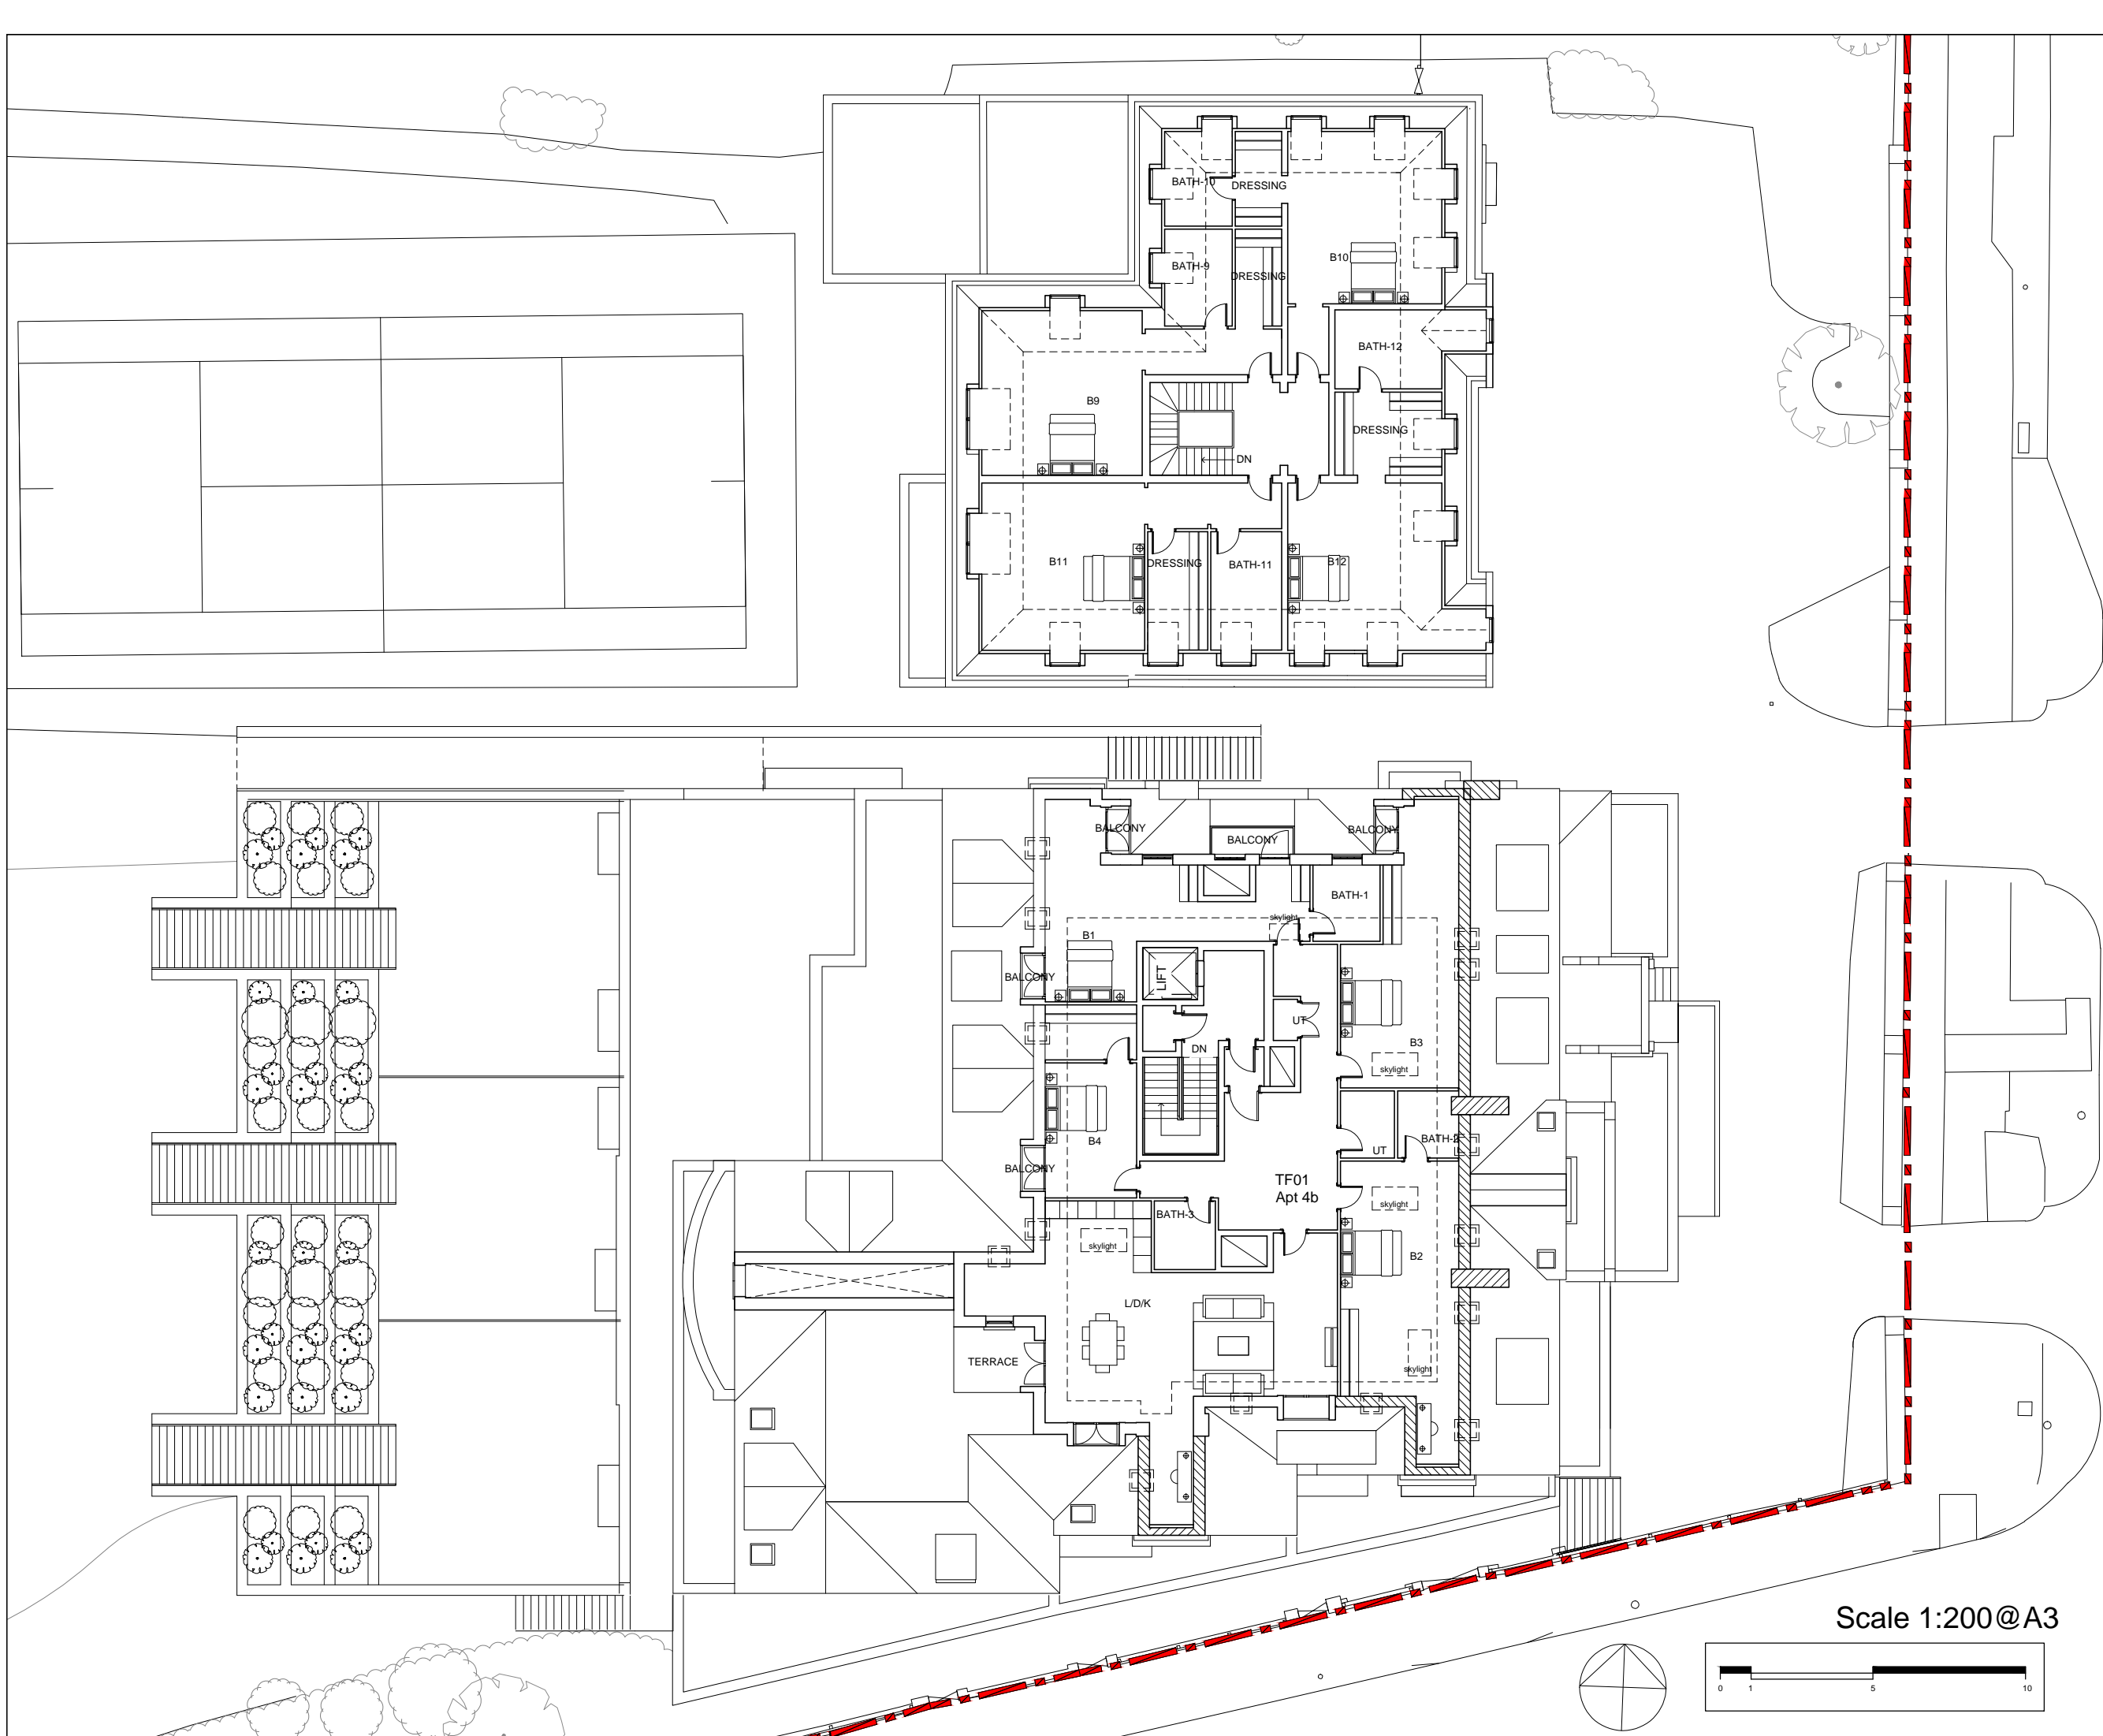 BATH-10
DRESSING
BATH-9
DRESSING
B10
BATH-12
B9
DRESSING
DN
B11
DRESSING
BATH-11
B12
BALCONY
BALCONY
BALCONY
BATH-1
skylight
B1
LIFT
BALCONY
UT
DN
B3
skylight
B4
BATH-2
UT
BALCONY
TF01
Apt 4b
skylight
BATH-3
skylight
B2
L/D/K
TERRACE
skylight
Scale 1:200@A3
0 1 5 10